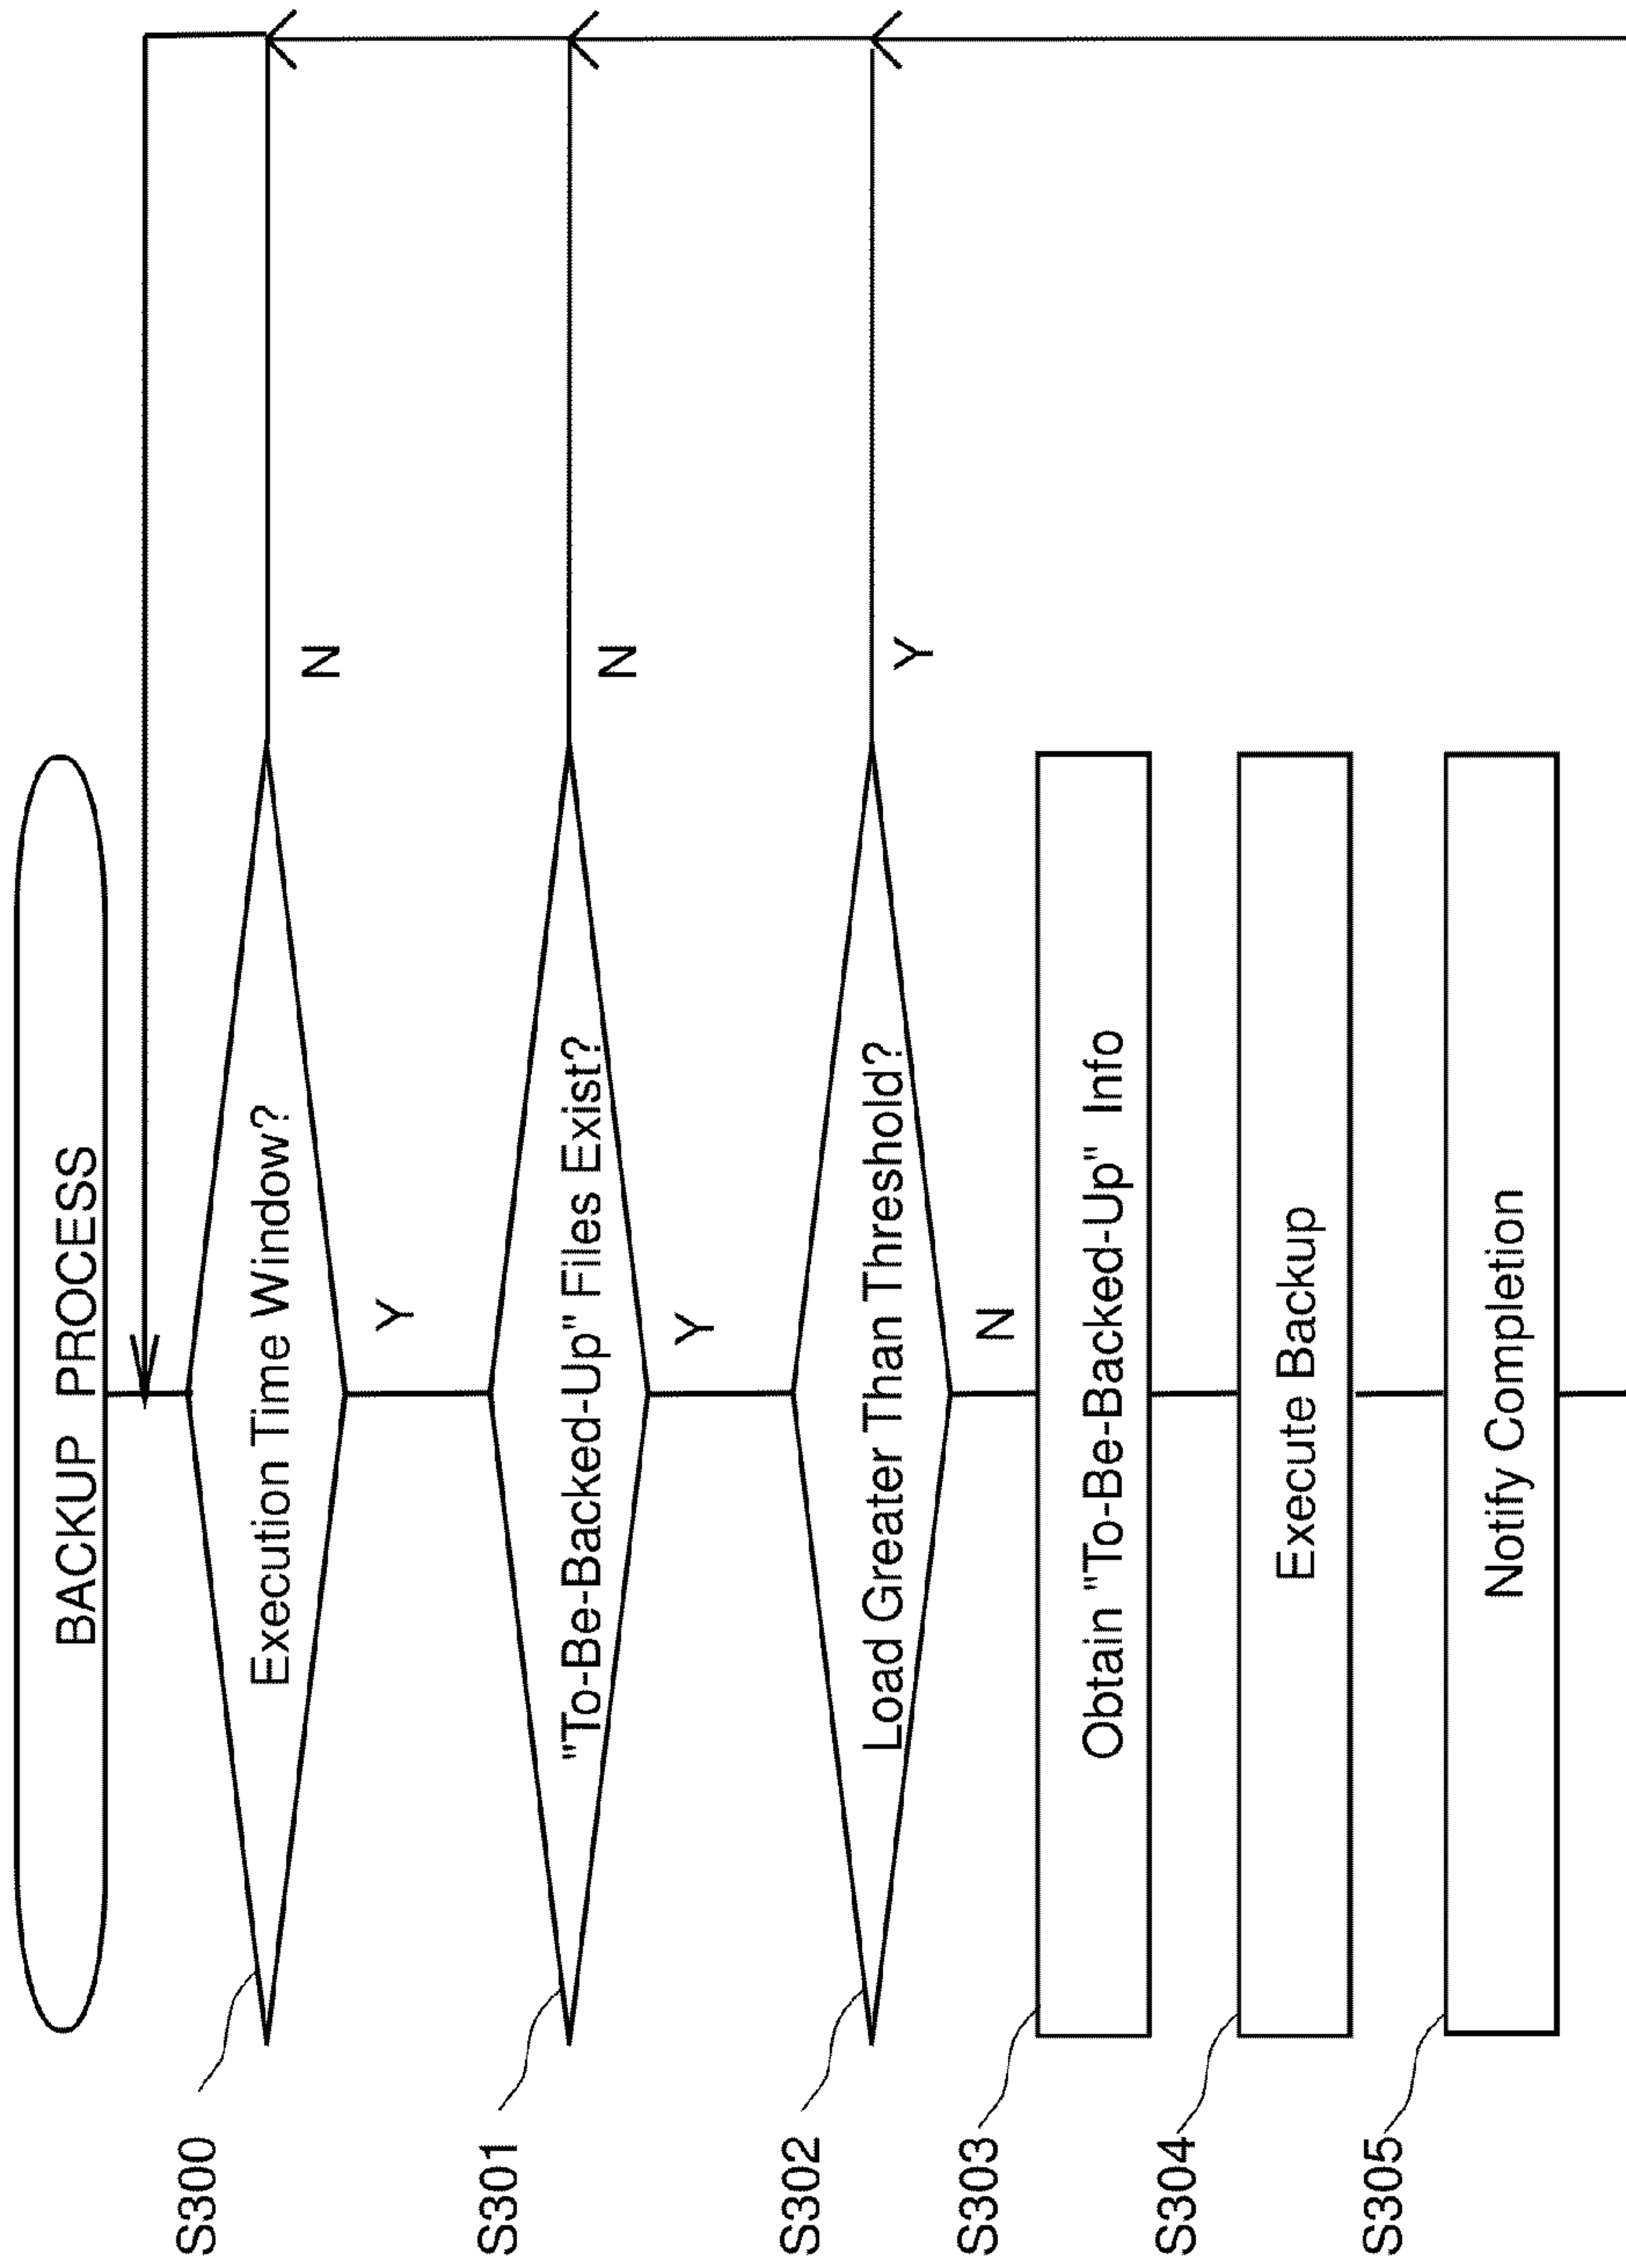 BACKUP PROCESS
S300
Execution Time Window?
N
Y
S301
"To-Be-Backed-Up" Files Exist?
N
Y
S302
Load Greater Than Threshold?
Y
N
S303
Obtain "To-Be-Backed-Up" Info
S304
Execute Backup
S305
Notify Completion